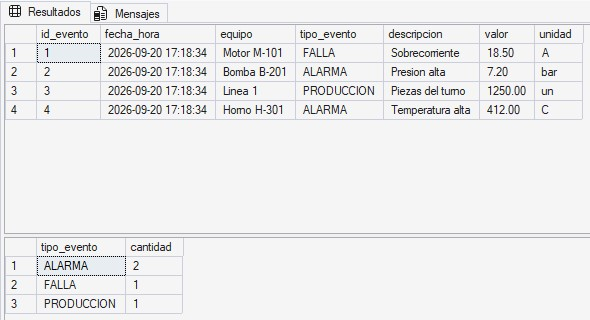 Resultados Mensajes
id_evento fecha_hora equipo tipo_evento descripcion valor unidad
1 1 2026-09-20 17:18:34 Motor M-101 FALLA Sobrecorriente 18.50 A
2 2 2026-09-20 17:18:34 Bomba B-201 ALARMA Presion alta 7.20 bar
3 3 2026-09-20 17:18:34 Linea 1 PRODUCCION Piezas del turno 1250.00 un
4 4 2026-09-20 17:18:34 Horno H-301 ALARMA Temperatura alta 412.00 C
tipo_evento cantidad
1 ALARMA 2
2 FALLA 1
3 PRODUCCION 1